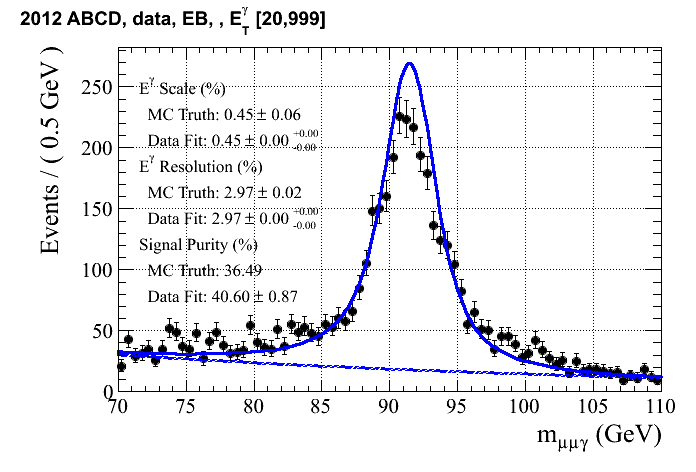 2012 ABCD, data, EB, , E_T^γ [20,999]
Events / ( 0.5 GeV )
250
200
150
100
50
0
E^γ Scale (%)
MC Truth: 0.45 ± 0.06
Data Fit: 0.45 ± 0.00 +0.00 -0.00
E^γ Resolution (%)
MC Truth: 2.97 ± 0.02
Data Fit: 2.97 ± 0.00 +0.00 -0.00
Signal Purity (%)
MC Truth: 36.49
Data Fit: 40.60 ± 0.87
70 75 80 85 90 95 100 105 110
m_μμγ (GeV)